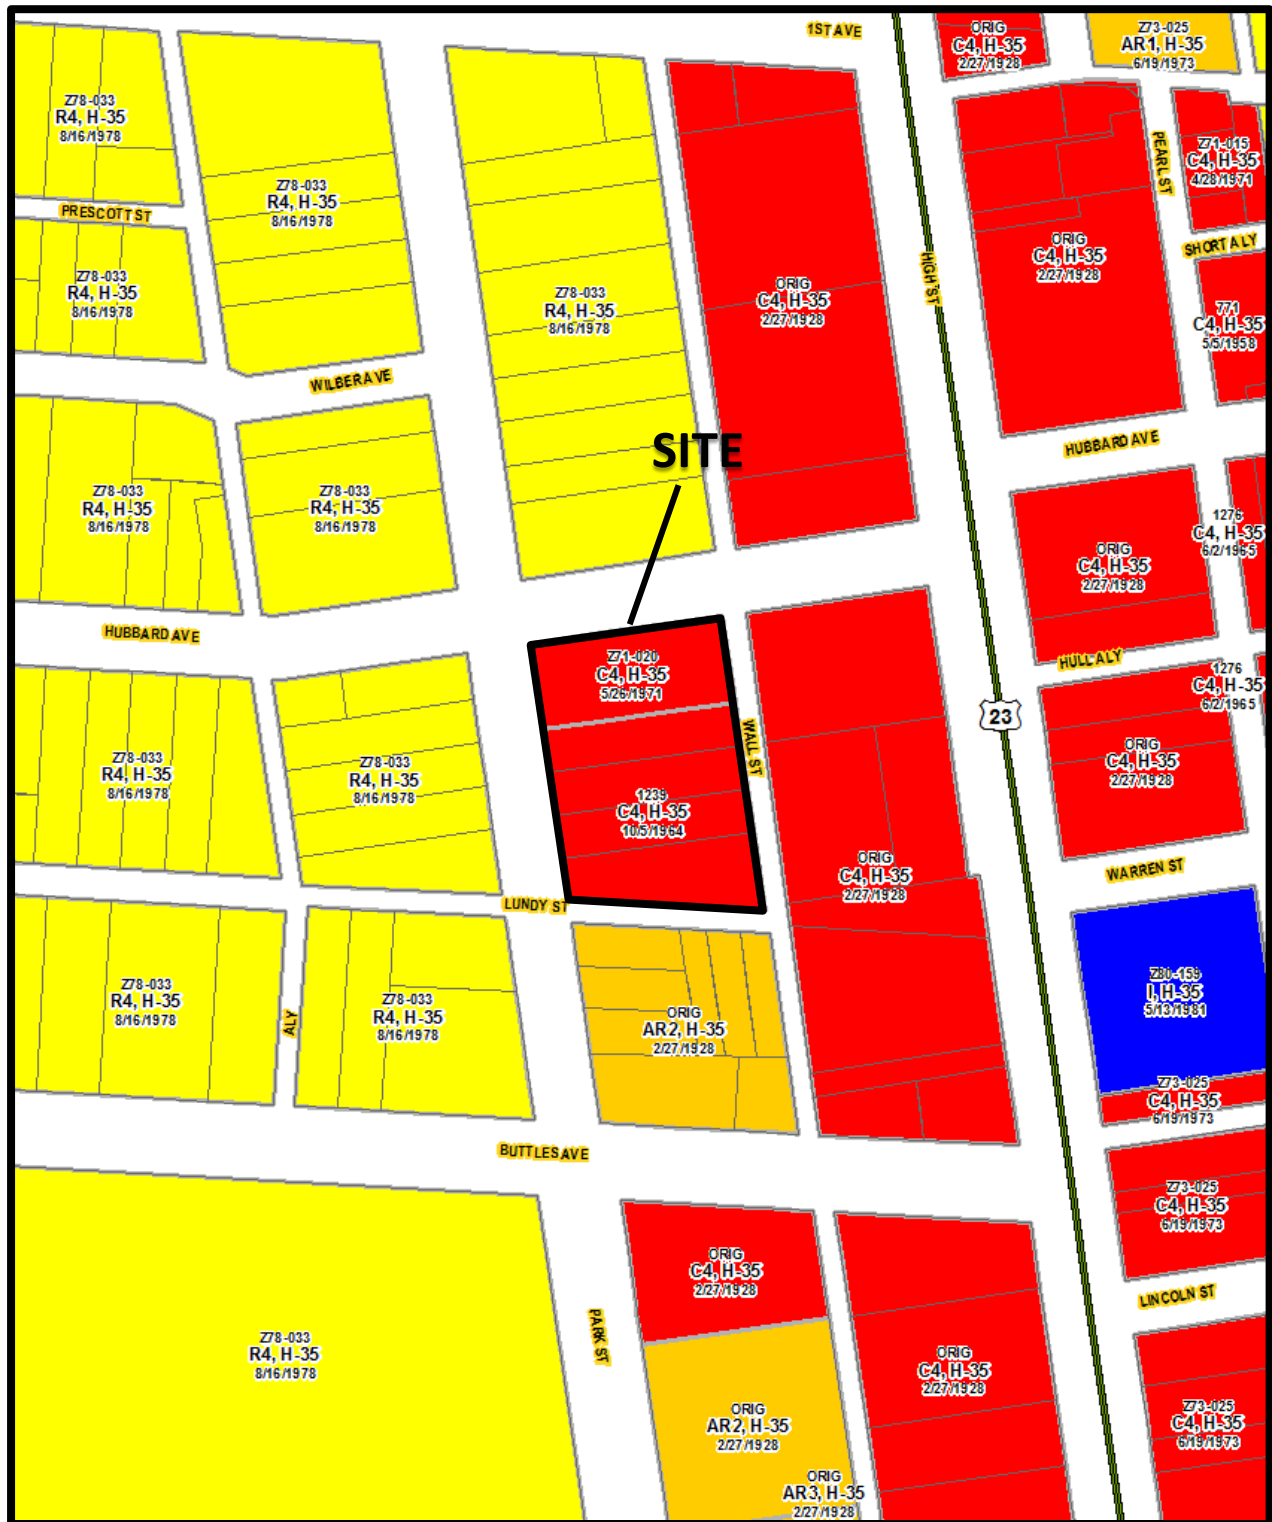 1ST AVE
ORIG
C4, H-35
2/27/1928
Z73-025
AR1, H-35
6/19/1973
Z78-033
R4, H-35
8/16/1978
PEARL ST
Z71-015
C4, H-35
4/28/1971
Z78-033
R4, H-35
8/16/1978
PRESCOTT ST
SHORT ALY
ORIG
C4, H-35
2/27/1928
HIGH ST
Z78-033
R4, H-35
8/16/1978
ORIG
C4, H-35
2/27/1928
Z78-033
R4, H-35
8/16/1978
771
C4, H-35
5/5/1958
WILBER AVE
HUBBARD AVE
SITE
Z78-033
R4, H-35
8/16/1978
Z78-033
R4, H-35
8/16/1978
1276
C4, H-35
6/2/1965
ORIG
C4, H-35
2/27/1928
HUBBARD AVE
HULL ALY
Z71-020
C4, H-35
5/26/1971
1276
C4, H-35
6/2/1965
23
WALL ST
Z78-033
R4, H-35
8/16/1978
Z78-033
R4, H-35
8/16/1978
ORIG
C4, H-35
2/27/1928
1239
C4, H-35
10/5/1964
ORIG
C4, H-35
2/27/1928
WARREN ST
LUNDY ST
Z78-033
R4, H-35
8/16/1978
ALY
Z78-033
R4, H-35
8/16/1978
ORIG
AR2, H-35
2/27/1928
Z80-159
I, H-35
5/13/1981
Z73-025
C4, H-35
6/19/1973
BUTTLES AVE
Z73-025
C4, H-35
6/19/1973
ORIG
C4, H-35
2/27/1928
LINCOLN ST
PARK ST
Z78-033
R4, H-35
8/16/1978
ORIG
C4, H-35
2/27/1928
ORIG
AR2, H-35
2/27/1928
Z73-025
C4, H-35
6/19/1973
ORIG
AR3, H-35
2/27/1928